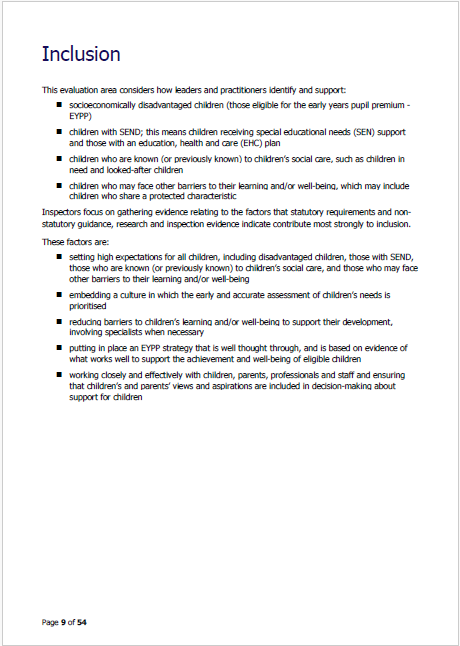 Inclusion
This evaluation area considers how leaders and practitioners identify and support:
■ socioeconomically disadvantaged children (those eligible for the early years pupil premium -
EYPP)
■ children with SEND; this means children receiving special educational needs (SEN) support
and those with an education, health and care (EHC) plan
■ children who are known (or previously known) to children's social care, such as children in
need and looked-after children
■ children who may face other barriers to their learning and/or well-being, which may include
children who share a protected characteristic
Inspectors focus on gathering evidence relating to the factors that statutory requirements and non-
statutory guidance, research and inspection evidence indicate contribute most strongly to inclusion.
These factors are:
■ setting high expectations for all children, including disadvantaged children, those with SEND,
those who are known (or previously known) to children's social care, and those who may face
other barriers to their learning and/or well-being
■ embedding a culture in which the early and accurate assessment of children's needs is
prioritised
■ reducing barriers to children's learning and/or well-being to support their development,
involving specialists when necessary
■ putting in place an EYPP strategy that is well thought through, and is based on evidence of
what works well to support the achievement and well-being of eligible children
■ working closely and effectively with children, parents, professionals and staff and ensuring
that children's and parents' views and aspirations are included in decision-making about
support for children
Page 9 of 54